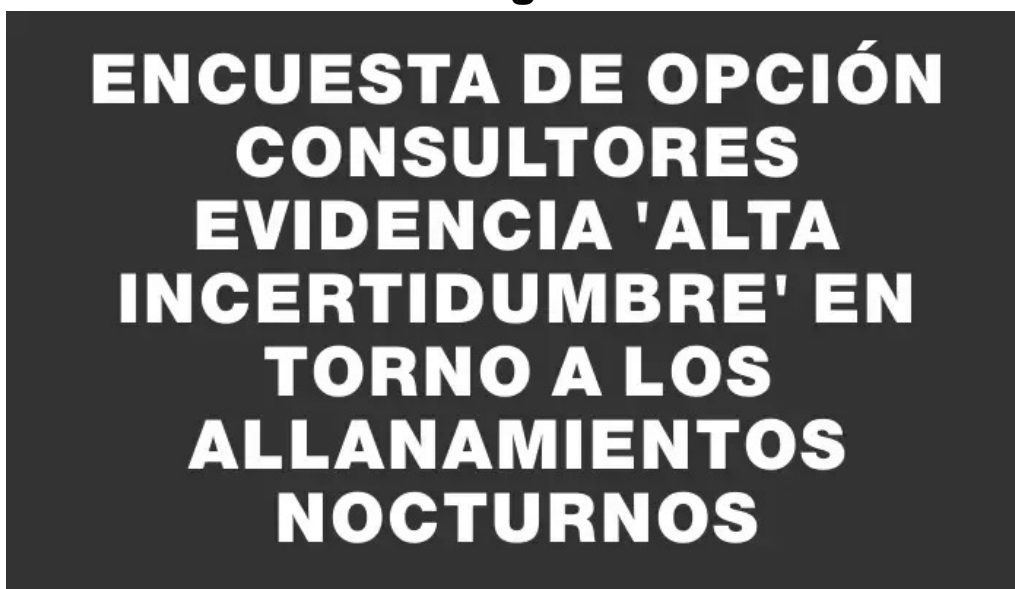 ENCUESTA DE OPCIÓN
CONSULTORES
EVIDENCIA 'ALTA
INCERTIDUMBRE' EN
TORNO A LOS
ALLANAMIENTOS
NOCTURNOS